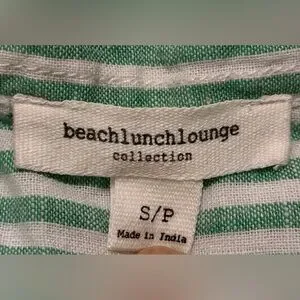 beachlunchlounge
collection
S/P
Made in India